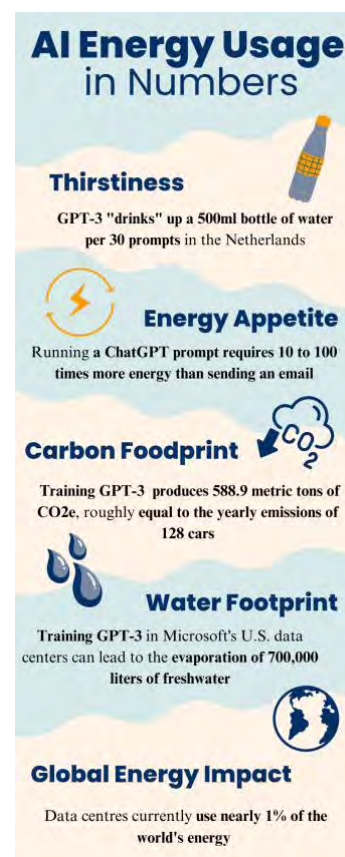 AI Energy Usage
in Numbers
Thirstiness
GPT-3 "drinks" up a 500ml bottle of water
per 30 prompts in the Netherlands
Energy Appetite
Running a ChatGPT prompt requires 10 to 100
times more energy than sending an email
CO2
Carbon Foodprint
Training GPT-3 produces 588.9 metric tons of
CO2e, roughly equal to the yearly emissions of
128 cars
Water Footprint
Training GPT-3 in Microsoft's U.S. data
centers can lead to the evaporation of 700,000
liters of freshwater
Global Energy Impact
Data centres currently use nearly 1% of the
world's energy